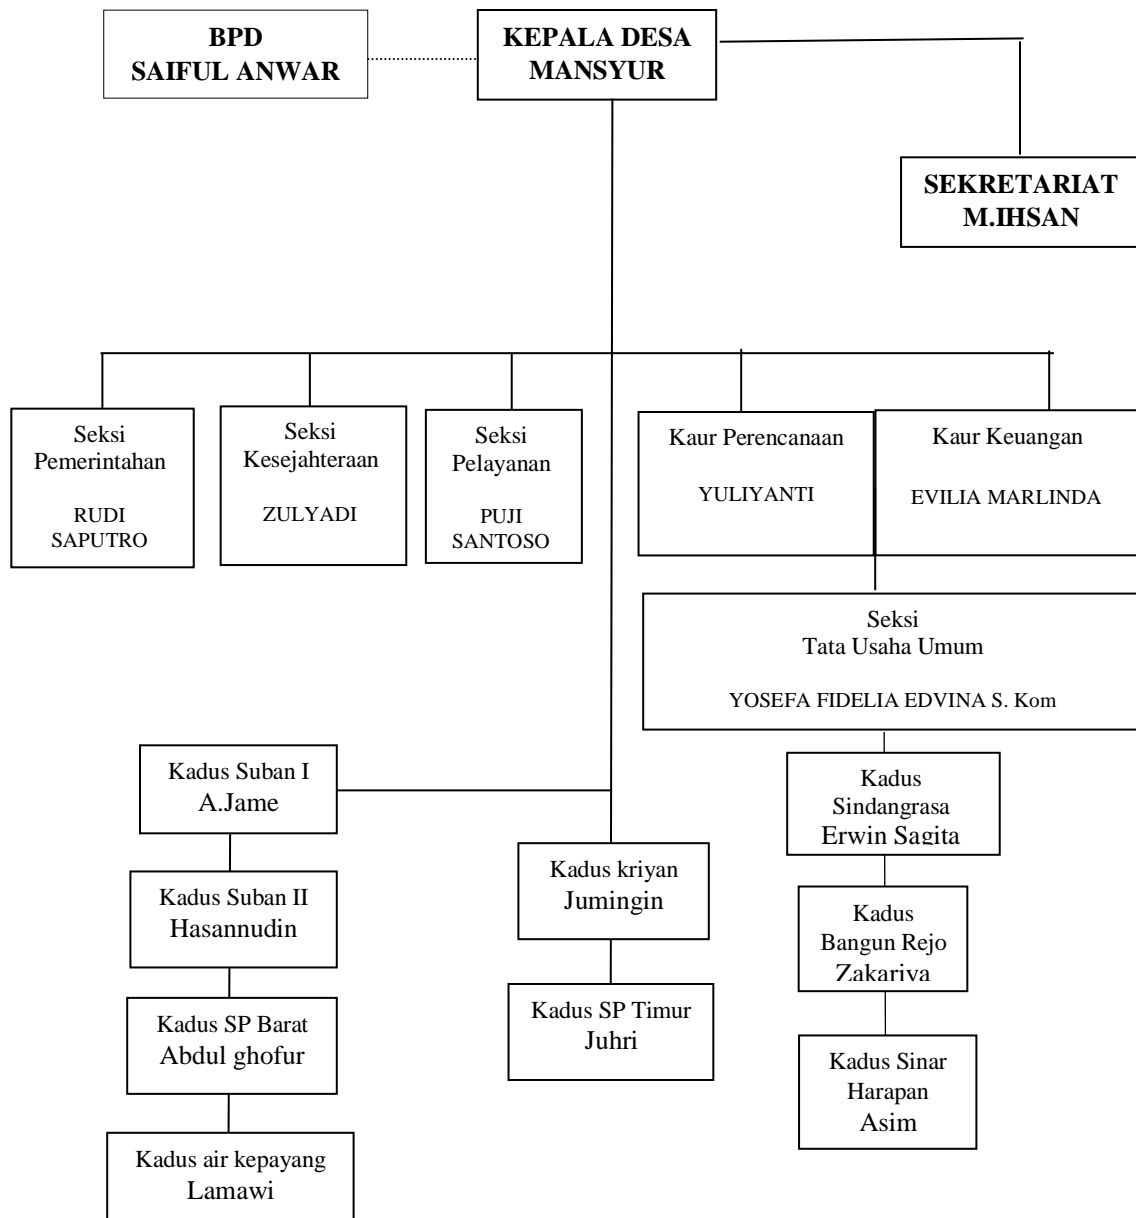 BPD
SAIFUL ANWAR
KEPALA DESA
MANSYUR
SEKRETARIAT
M.IHSAN
Seksi
Pemerintahan
RUDI
SAPUTRO
Seksi
Kesejahteraan
ZULYADI
Seksi
Pelayanan
PUJI
SANTOSO
Kaur Perencanaan
YULIYANTI
Kaur Keuangan
EVILIA MARLINDA
Seksi
Tata Usaha Umum
YOSEFA FIDELIA EDVINA S. Kom
Kadus Suban I
A.Jame
Kadus Suban II
Hasannudin
Kadus SP Barat
Abdul ghofur
Kadus air kepayang
Lamawi
Kadus kriyan
Jumingin
Kadus SP Timur
Juhri
Kadus
Sindangrasa
Erwin Sagita
Kadus
Bangun Rejo
Zakariya
Kadus Sinar
Harapan
Asim